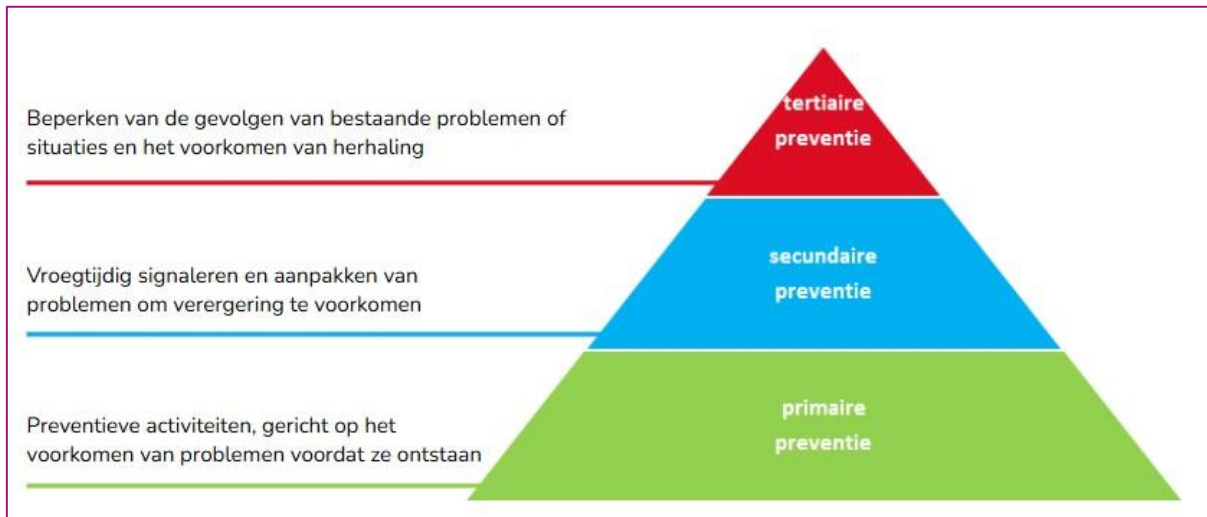 Beperken van de gevolgen van bestaande problemen of
situaties en het voorkomen van herhaling
tertiaire
preventie
Vroegtijdig signaleren en aanpakken van
problemen om verergering te voorkomen
secundaire
preventie
Preventieve activiteiten, gericht op het
voorkomen van problemen voordat ze ontstaan
primaire
preventie